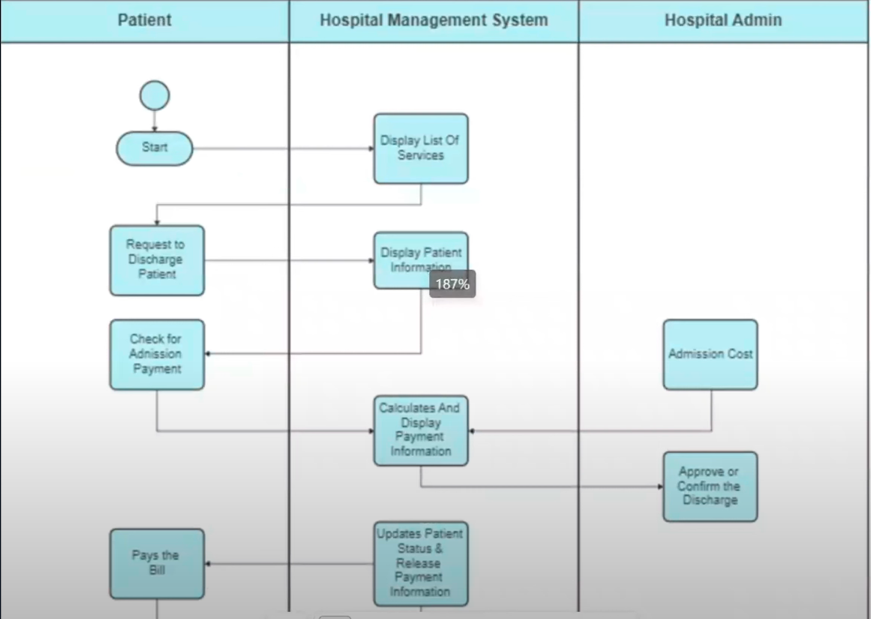 Patient
Hospital Management System
Hospital Admin
Start
Display List Of
Services
Request to
Discharge
Patient
Display Patient
Information
187%
Check for
Adnission
Payment
Admission Cost
Calculates And
Display
Payment
Information
Approve or
Confirm the
Discharge
Pays the
Bill
Updates Patient
Status &
Release
Payment
Information